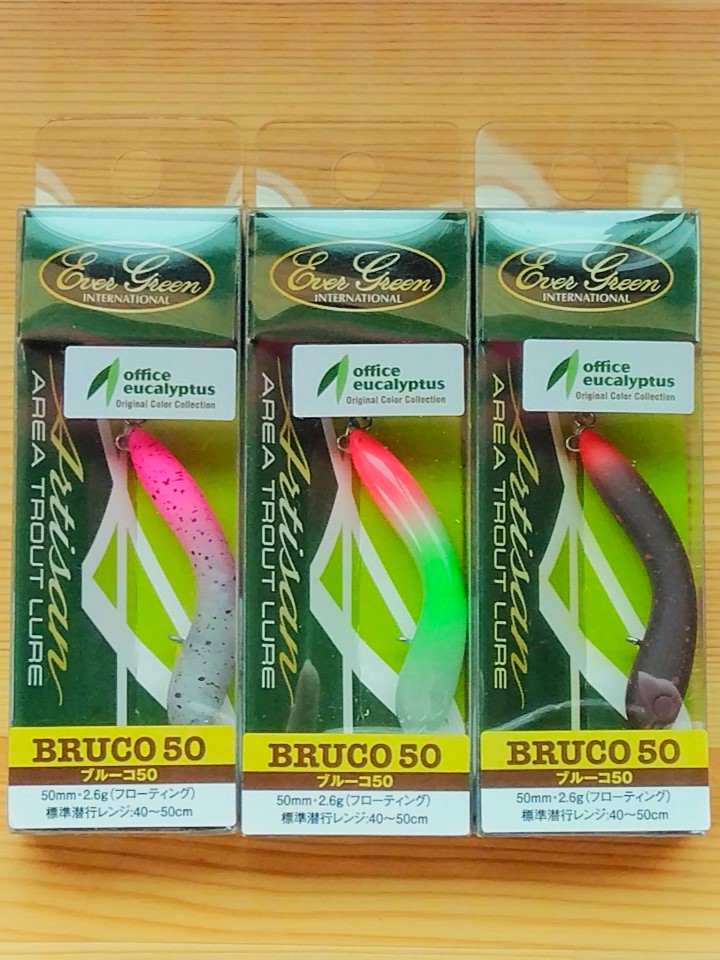 Ever Green
INTERNATIONAL
office
eucalyptus
Original Color Collection
Artisan
AREA TROUT LURE
BRUCO 50
ブルーコ50
50mm・2.6g(フローティング)
標準潜行レンジ:40〜50cm
Ever Green
INTERNATIONAL
office
eucalyptus
Original Color Collection
Artisan
AREA TROUT LURE
BRUCO 50
ブルーコ50
50mm・2.6g(フローティング)
標準潜行レンジ:40〜50cm
Ever Green
INTERNATIONAL
office
eucalyptus
Original Color Collection
Artisan
AREA TROUT LURE
BRUCO 50
ブルーコ50
50mm・2.6g(フローティング)
標準潜行レンジ:40〜50cm